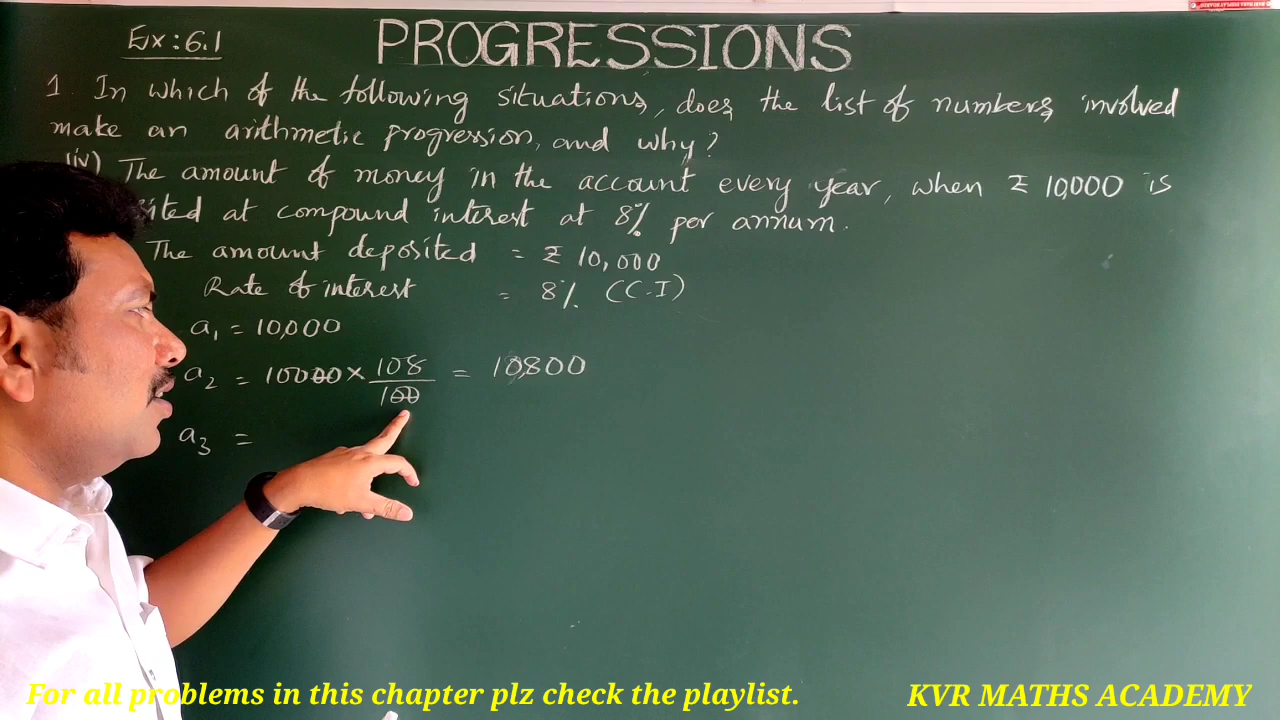 Ex: 6.1
PROGRESSIONS
1. In which of the following situations, does the list of numbers involved
make an arithmetic progression, and why?
(iv) The amount of money in the account every year, when ₹ 10,000 is
at compound interest at 8% per annum.
The amount deposited = ₹ 10,000
Rate of interest = 8% (C.I)
a1 = 10,000
a2 = 10000 × 108/100 = 10,800
a3 =
For all problems in this chapter plz check the playlist.
KVR MATHS ACADEMY